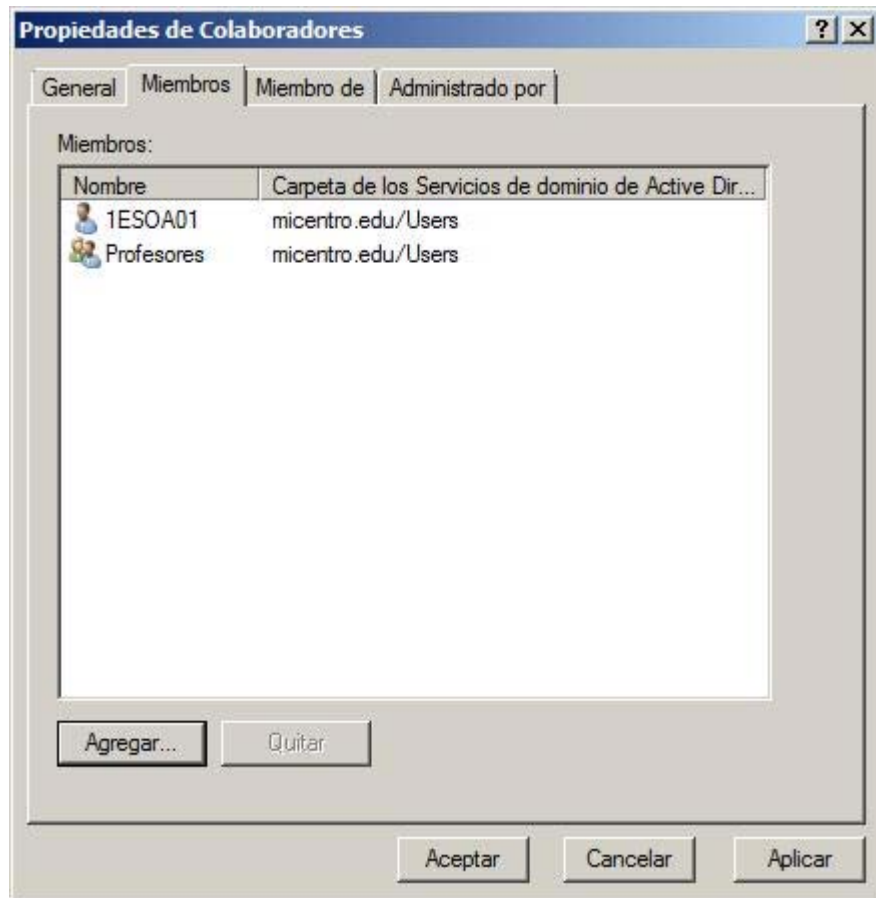 Propiedades de Colaboradores
General Miembros Miembro de Administrado por
Miembros:
Nombre Carpeta de los Servicios de dominio de Active Dir...
1ESOA01 micentro.edu/Users
Profesores micentro.edu/Users
Agregar... Quitar
Aceptar Cancelar Aplicar